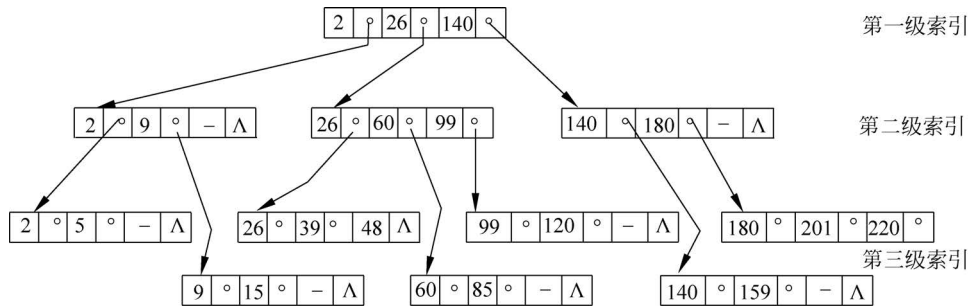 2 26 140 第一级索引
2 9 – Λ 26 60 99 140 180 – Λ 第二级索引
2 5 – Λ 26 39 48 Λ 99 120 – Λ 180 201 220
第三级索引
9 15 – Λ 60 85 – Λ 140 159 – Λ